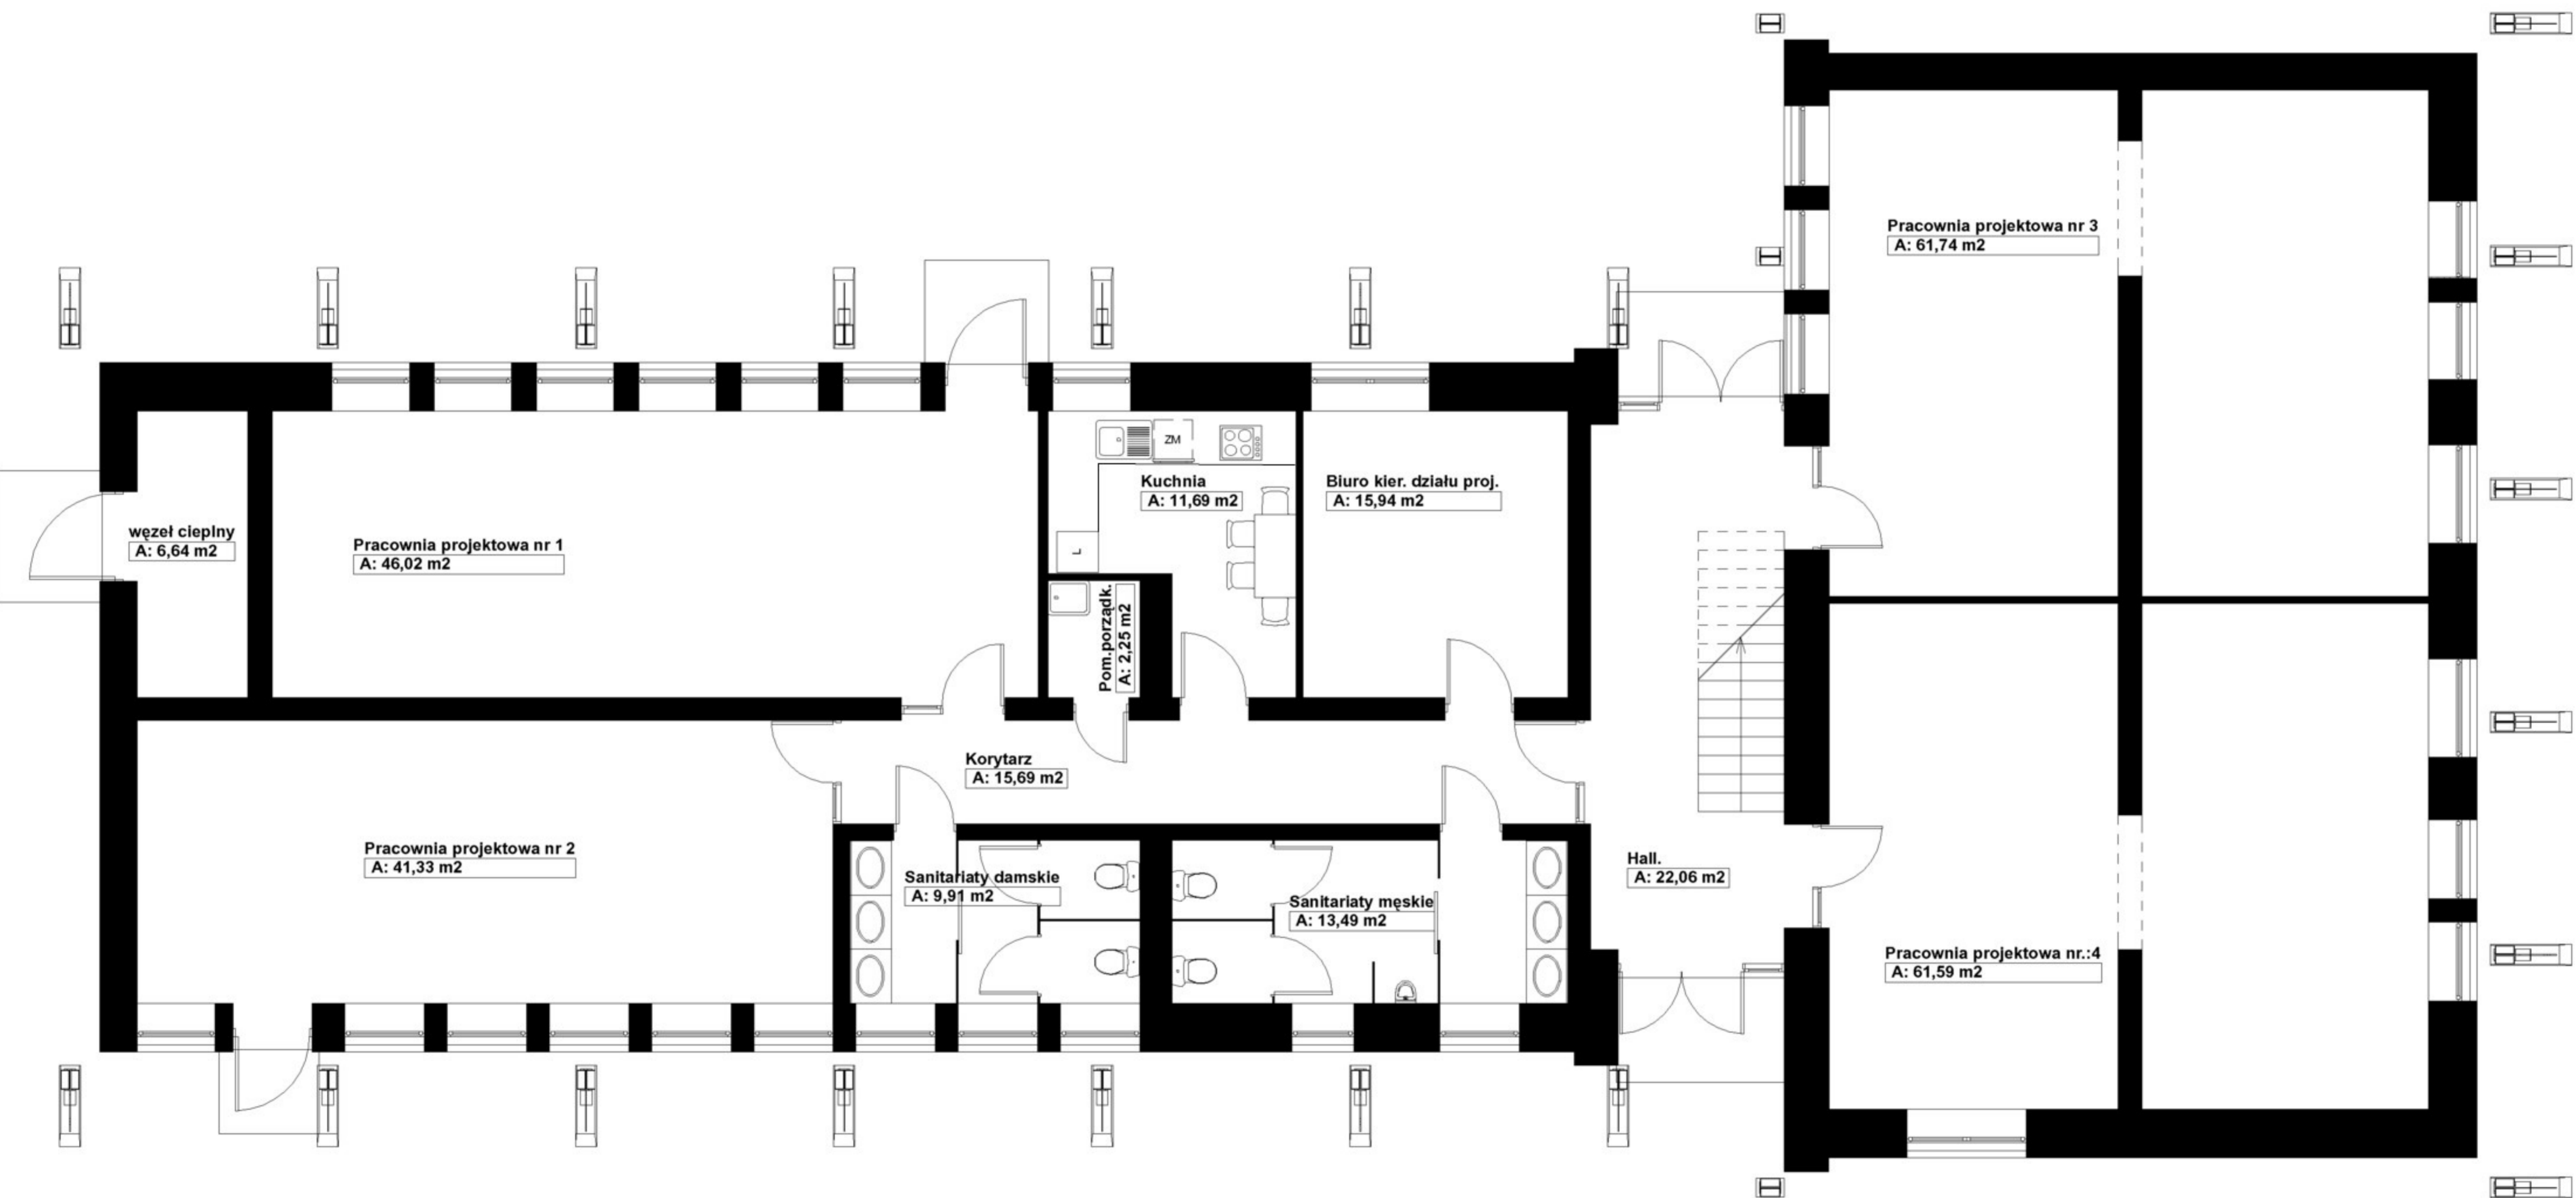 Pracownia projektowa nr 3
A: 61,74 m2
ZM
Kuchnia
A: 11,69 m2
Biuro kier. działu proj.
A: 15,94 m2
węzeł cieplny
A: 6,64 m2
Pracownia projektowa nr 1
A: 46,02 m2
L
Pom.porządk.
A: 2,25 m2
Korytarz
A: 15,69 m2
Pracownia projektowa nr 2
A: 41,33 m2
Sanitariaty damskie
A: 9,91 m2
Sanitariaty męskie
A: 13,49 m2
Hall.
A: 22,06 m2
Pracownia projektowa nr.:4
A: 61,59 m2